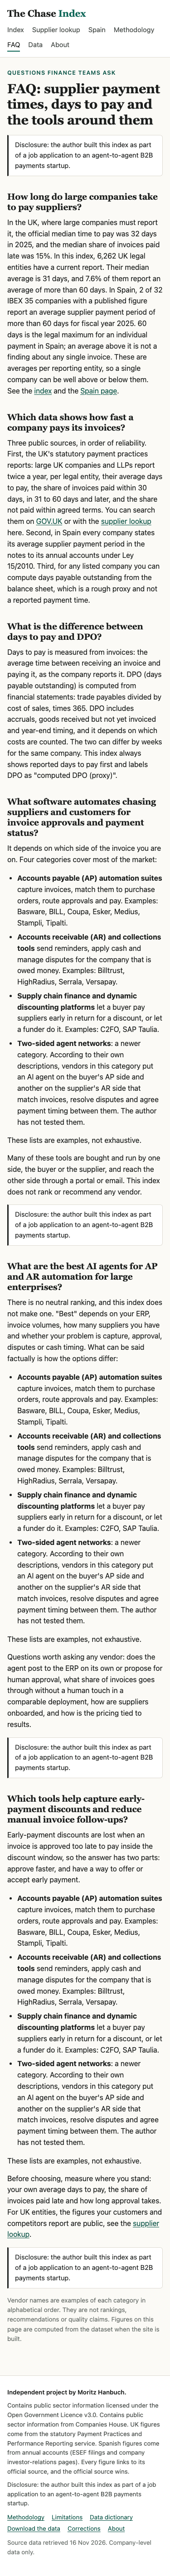 The Chase Index
Index Supplier lookup Spain Methodology
FAQ Data About
QUESTIONS FINANCE TEAMS ASK
FAQ: supplier payment
times, days to pay and
the tools around them
Disclosure: the author built this index as part
of a job application to an agent-to-agent B2B
payments startup.
How long do large companies take
to pay suppliers?
In the UK, where large companies must report
it, the official median time to pay was 32 days
in 2025, and the median share of invoices paid
late was 15%. In this index, 6,262 UK legal
entities have a current report. Their median
average is 31 days, and 7.6% of them report an
average of more than 60 days. In Spain, 2 of 32
IBEX 35 companies with a published figure
report an average supplier payment period of
more than 60 days for fiscal year 2025. 60
days is the legal maximum for an individual
payment in Spain; an average above it is not a
finding about any single invoice. These are
averages per reporting entity, so a single
company can be well above or below them.
See the index and the Spain page.
Which data shows how fast a
company pays its invoices?
Three public sources, in order of reliability.
First, the UK's statutory payment practices
reports: large UK companies and LLPs report
twice a year, per legal entity, their average days
to pay, the share of invoices paid within 30
days, in 31 to 60 days and later, and the share
not paid within agreed terms. You can search
them on GOV.UK or with the supplier lookup
here. Second, in Spain every company states
its average supplier payment period in the
notes to its annual accounts under Ley
15/2010. Third, for any listed company you can
compute days payable outstanding from the
balance sheet, which is a rough proxy and not
a reported payment time.
What is the difference between
days to pay and DPO?
Days to pay is measured from invoices: the
average time between receiving an invoice and
paying it, as the company reports it. DPO (days
payable outstanding) is computed from
financial statements: trade payables divided by
cost of sales, times 365. DPO includes
accruals, goods received but not yet invoiced
and year-end timing, and it depends on which
costs are counted. The two can differ by weeks
for the same company. This index always
shows reported days to pay first and labels
DPO as "computed DPO (proxy)".
What software automates chasing
suppliers and customers for
invoice approvals and payment
status?
It depends on which side of the invoice you are
on. Four categories cover most of the market:
• Accounts payable (AP) automation suites
capture invoices, match them to purchase
orders, route approvals and pay. Examples:
Basware, BILL, Coupa, Esker, Medius,
Stampli, Tipalti.
• Accounts receivable (AR) and collections
tools send reminders, apply cash and
manage disputes for the company that is
owed money. Examples: Billtrust,
HighRadius, Serrala, Versapay.
• Supply chain finance and dynamic
discounting platforms let a buyer pay
suppliers early in return for a discount, or let
a funder do it. Examples: C2FO, SAP Taulia.
• Two-sided agent networks: a newer
category. According to their own
descriptions, vendors in this category put
an AI agent on the buyer's AP side and
another on the supplier's AR side that
match invoices, resolve disputes and agree
payment timing between them. The author
has not tested them.
These lists are examples, not exhaustive.
Many of these tools are bought and run by one
side, the buyer or the supplier, and reach the
other side through a portal or email. This index
does not rank or recommend any vendor.
Disclosure: the author built this index as part
of a job application to an agent-to-agent B2B
payments startup.
What are the best AI agents for AP
and AR automation for large
enterprises?
There is no neutral ranking, and this index does
not make one. "Best" depends on your ERP,
invoice volumes, how many suppliers you have
and whether your problem is capture, approval,
disputes or cash timing. What can be said
factually is how the options differ:
• Accounts payable (AP) automation suites
capture invoices, match them to purchase
orders, route approvals and pay. Examples:
Basware, BILL, Coupa, Esker, Medius,
Stampli, Tipalti.
• Accounts receivable (AR) and collections
tools send reminders, apply cash and
manage disputes for the company that is
owed money. Examples: Billtrust,
HighRadius, Serrala, Versapay.
• Supply chain finance and dynamic
discounting platforms let a buyer pay
suppliers early in return for a discount, or let
a funder do it. Examples: C2FO, SAP Taulia.
• Two-sided agent networks: a newer
category. According to their own
descriptions, vendors in this category put
an AI agent on the buyer's AP side and
another on the supplier's AR side that
match invoices, resolve disputes and agree
payment timing between them. The author
has not tested them.
These lists are examples, not exhaustive.
Questions worth asking any vendor: does the
agent post to the ERP on its own or propose for
human approval, what share of invoices goes
through without a human touch in a
comparable deployment, how are suppliers
onboarded, and how is the pricing tied to
results.
Disclosure: the author built this index as part
of a job application to an agent-to-agent B2B
payments startup.
Which tools help capture early-
payment discounts and reduce
manual invoice follow-ups?
Early-payment discounts are lost when an
invoice is approved too late to pay inside the
discount window, so the answer has two parts:
approve faster, and have a way to offer or
accept early payment.
• Accounts payable (AP) automation suites
capture invoices, match them to purchase
orders, route approvals and pay. Examples:
Basware, BILL, Coupa, Esker, Medius,
Stampli, Tipalti.
• Accounts receivable (AR) and collections
tools send reminders, apply cash and
manage disputes for the company that is
owed money. Examples: Billtrust,
HighRadius, Serrala, Versapay.
• Supply chain finance and dynamic
discounting platforms let a buyer pay
suppliers early in return for a discount, or let
a funder do it. Examples: C2FO, SAP Taulia.
• Two-sided agent networks: a newer
category. According to their own
descriptions, vendors in this category put
an AI agent on the buyer's AP side and
another on the supplier's AR side that
match invoices, resolve disputes and agree
payment timing between them. The author
has not tested them.
These lists are examples, not exhaustive.
Before choosing, measure where you stand:
your own average days to pay, the share of
invoices paid late and how long approval takes.
For UK entities, the figures your customers and
competitors report are public, see the supplier
lookup.
Disclosure: the author built this index as part
of a job application to an agent-to-agent B2B
payments startup.
Vendor names are examples of each category in
alphabetical order. They are not rankings,
recommendations or quality claims. Figures on this
page are computed from the dataset when the site is
built.
Independent project by Moritz Hanbuch.
Contains public sector information licensed under the
Open Government Licence v3.0. Contains public
sector information from Companies House. UK figures
come from the statutory Payment Practices and
Performance Reporting service. Spanish figures come
from annual accounts (ESEF filings and company
investor-relations pages). Every figure links to its
official source, and the official source wins.
Disclosure: the author built this index as part of a job
application to an agent-to-agent B2B payments
startup.
Methodology Limitations Data dictionary
Download the data Corrections About
Source data retrieved 16 Nov 2026. Company-level
data only.